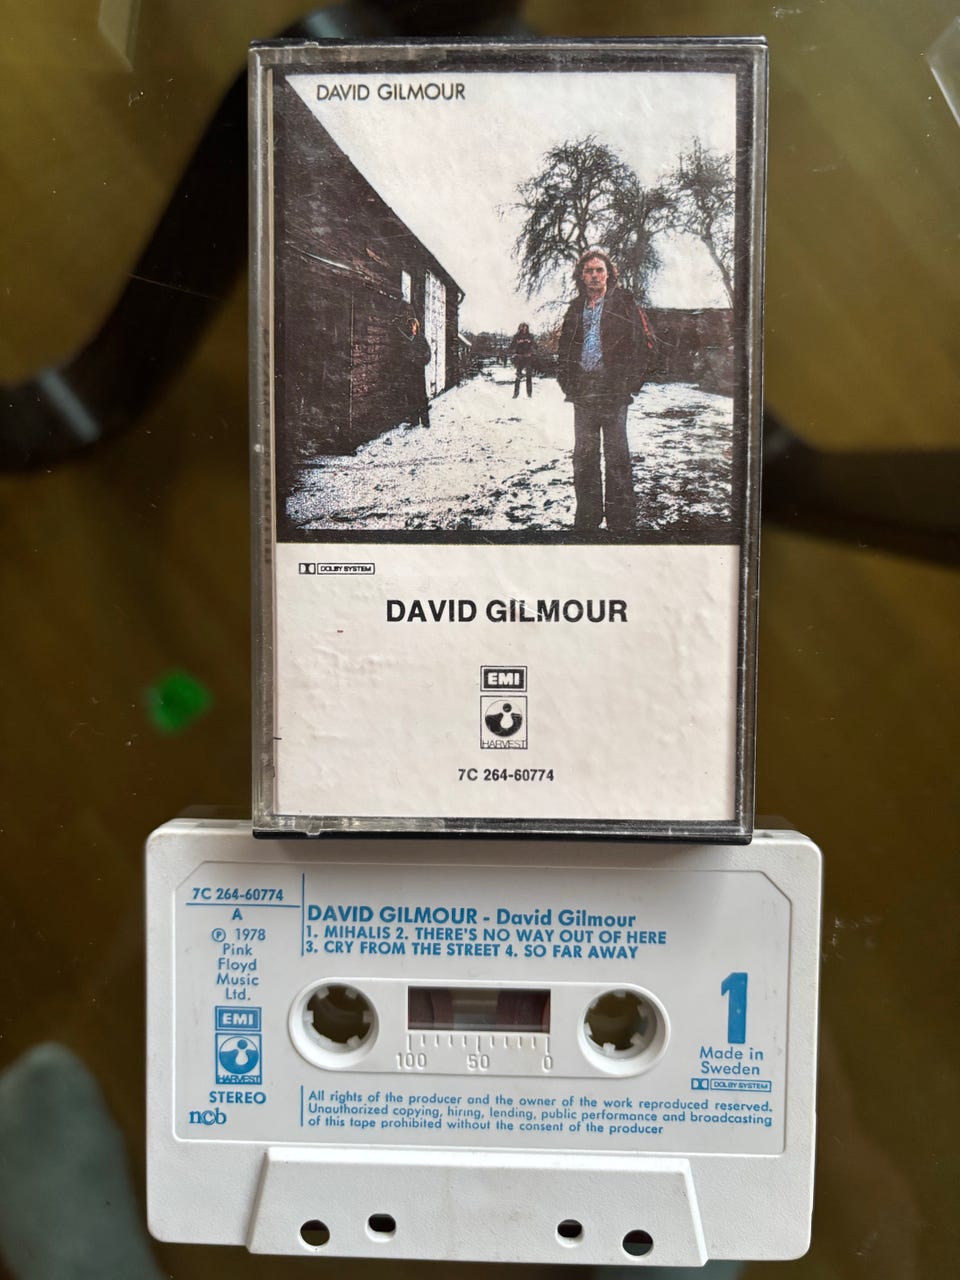 DAVID GILMOUR
DOLBY SYSTEM
DAVID GILMOUR
EMI
HARVEST
7C 264-60774
7C 264-60774
A
℗ 1978
Pink
Floyd
Music
Ltd.
EMI
HARVEST
STEREO
ncb
DAVID GILMOUR - David Gilmour
1. MIHALIS 2. THERE'S NO WAY OUT OF HERE
3. CRY FROM THE STREET 4. SO FAR AWAY
100 50 0
1
Made in
Sweden
DOLBY SYSTEM
All rights of the producer and the owner of the work reproduced reserved.
Unauthorized copying, hiring, lending, public performance and broadcasting
of this tape prohibited without the consent of the producer